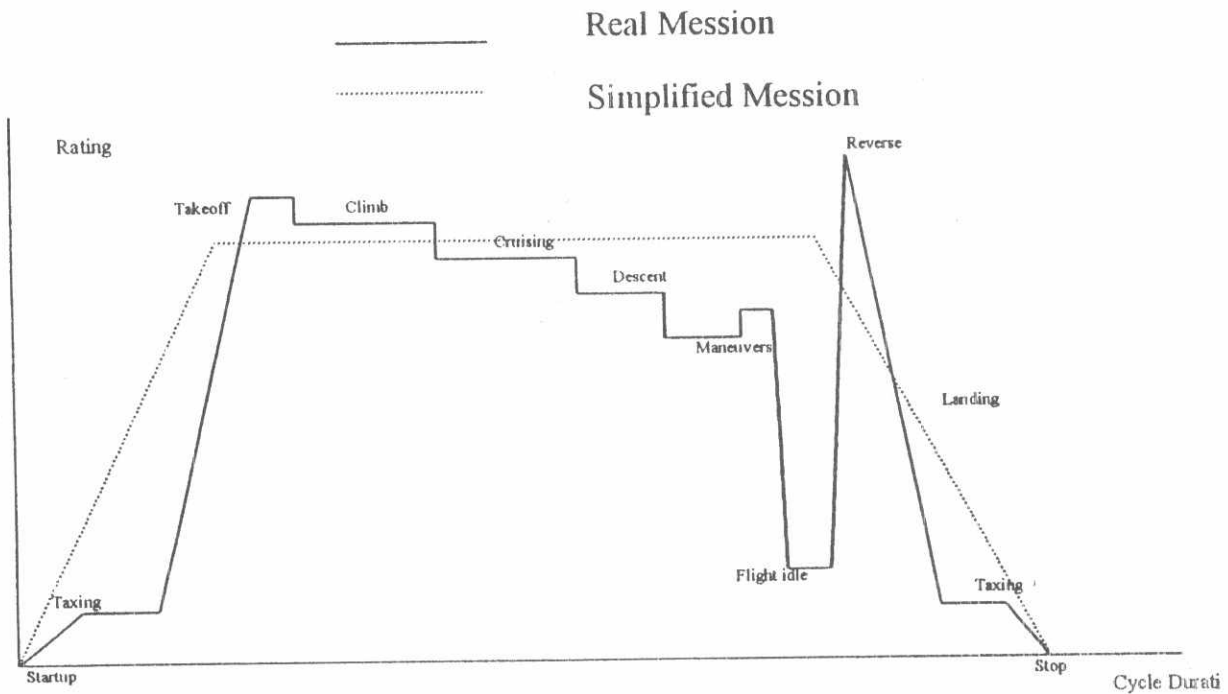 Real Mession
Simplified Mession
Rating
Reverse
Takeoff
Climb
Cruising
Descent
Maneuvers
Landing
Flight idle
Taxing
Taxing
Startup
Stop
Cycle Durati